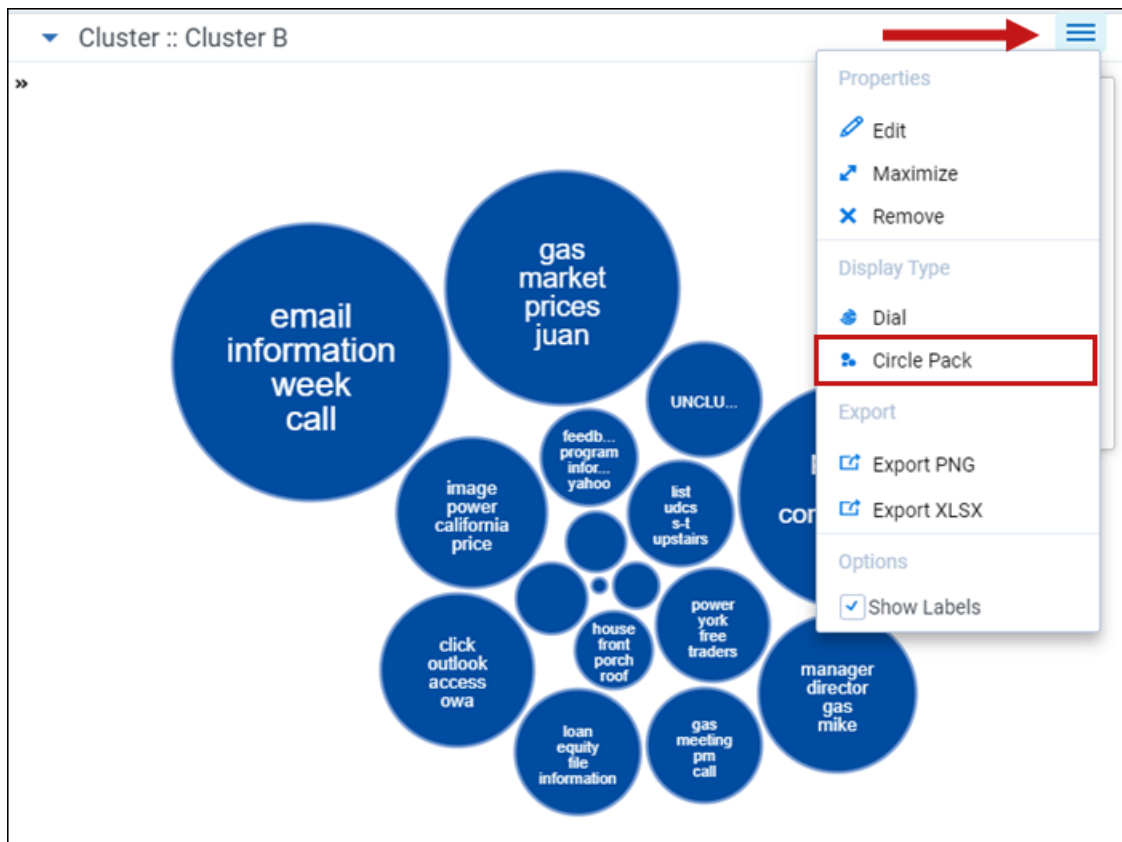 Cluster :: Cluster B
»
Properties
Edit
Maximize
Remove
Display Type
Dial
Circle Pack
Export
Export PNG
Export XLSX
Options
Show Labels
gas
market
prices
juan
email
information
week
call
UNCLU...
feedb...
program
infor...
yahoo
list
udcs
s-t
upstairs
image
power
california
price
power
york
free
traders
house
front
porch
roof
click
outlook
access
owa
manager
director
gas
mike
loan
equity
file
information
gas
meeting
pm
call